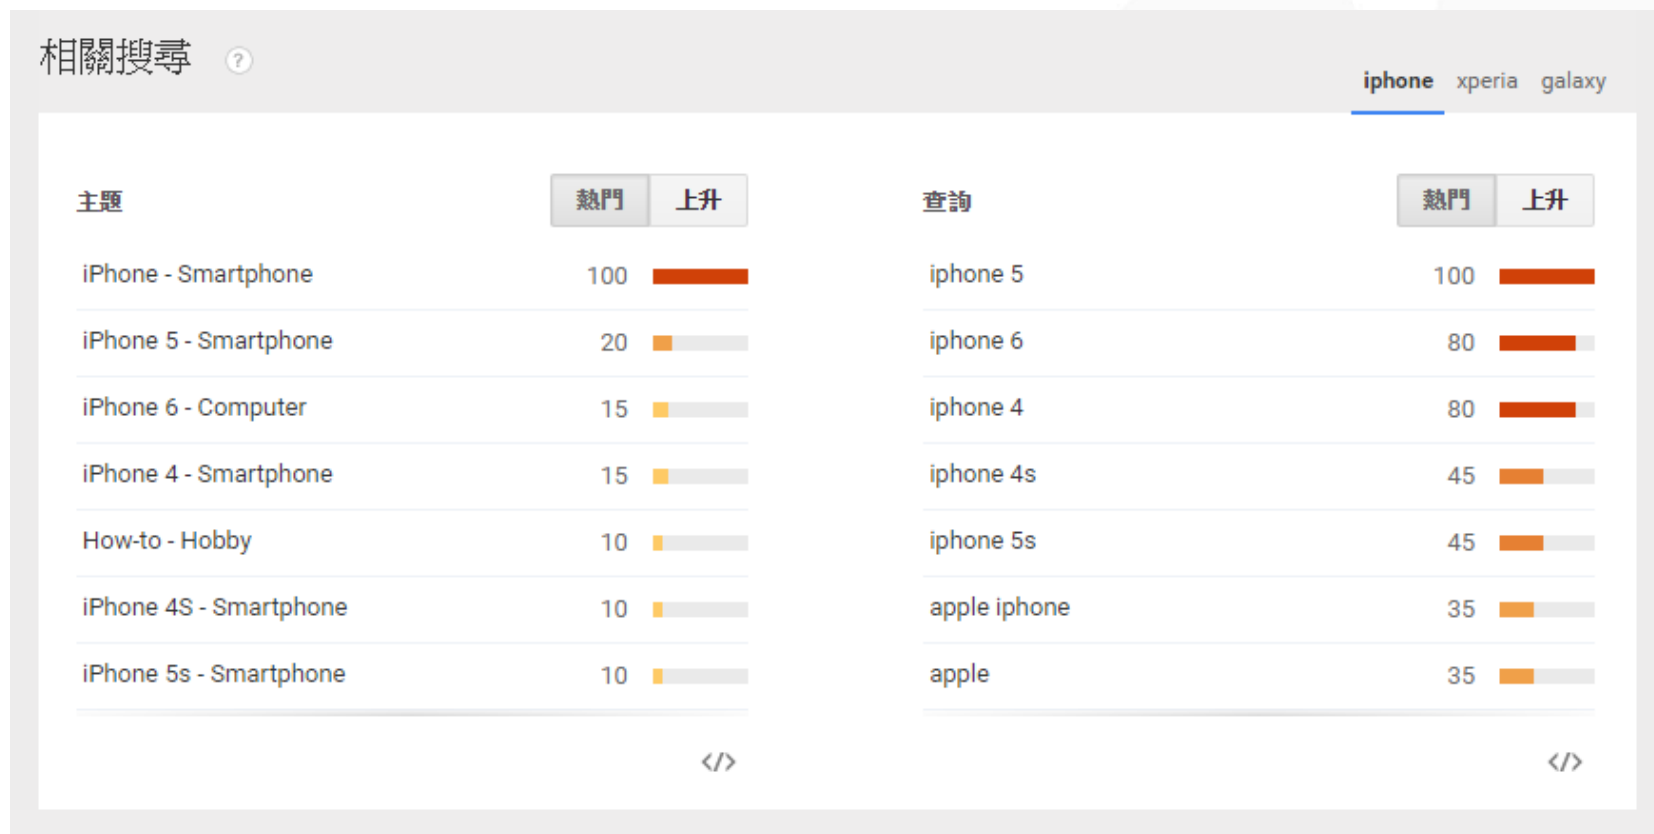 相關搜尋 ?
iphone xperia galaxy
主題 熱門 上升
iPhone - Smartphone 100
iPhone 5 - Smartphone 20
iPhone 6 - Computer 15
iPhone 4 - Smartphone 15
How-to - Hobby 10
iPhone 4S - Smartphone 10
iPhone 5s - Smartphone 10
</>
查詢 熱門 上升
iphone 5 100
iphone 6 80
iphone 4 80
iphone 4s 45
iphone 5s 45
apple iphone 35
apple 35
</>